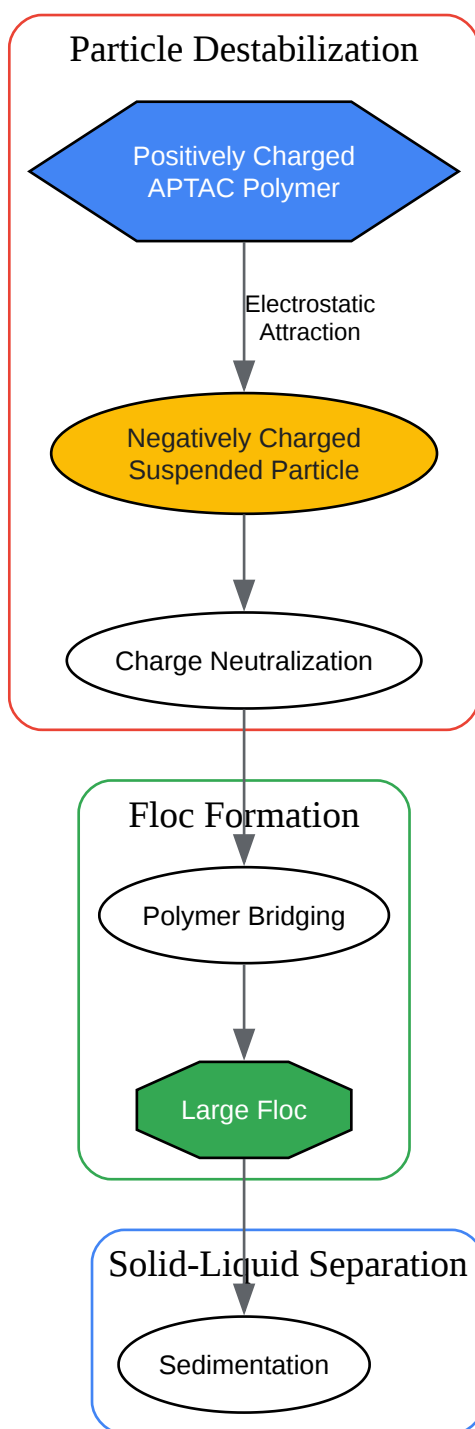 Particle Destabilization
Positively Charged
APTAC Polymer
Electrostatic
Attraction
Negatively Charged
Suspended Particle
Charge Neutralization
Floc Formation
Polymer Bridging
Large Floc
Solid-Liquid Separation
Sedimentation